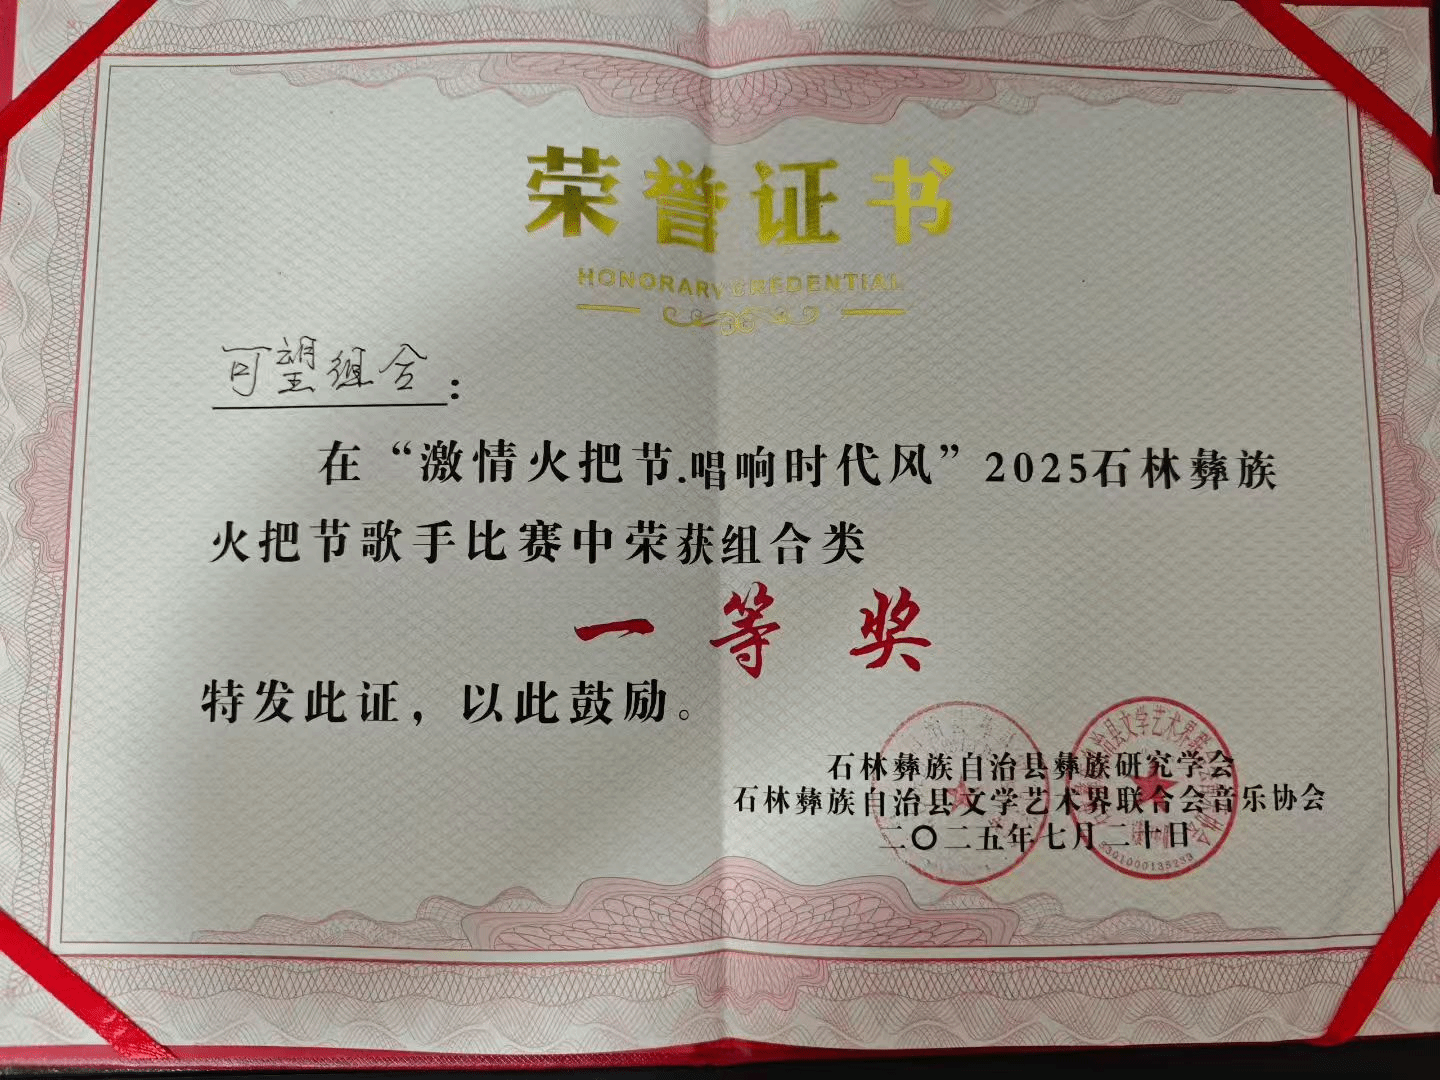 荣誉证书
HONORARY CREDENTIAL
可望组合：
在“激情火把节.唱响时代风”2025石林彝族
火把节歌手比赛中荣获组合类
一等奖
特发此证，以此鼓励。
石林彝族自治县彝族研究学会
石林彝族自治县文学艺术界联合会音乐协会
二〇二五年七月二十日
5301000135233